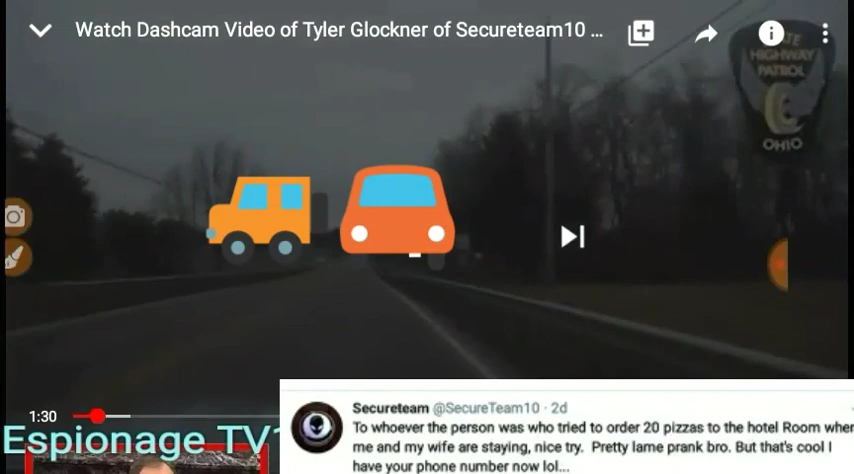 Watch Dashcam Video of Tyler Glockner of Secureteam10 ...
HIGHWAY
PATROL
OHIO
1:30
Espionage TV
Secureteam @SecureTeam10 · 2d
To whoever the person was who tried to order 20 pizzas to the hotel Room
me and my wife are staying, nice try. Pretty lame prank bro. But that's cool I
have your phone number now lol...